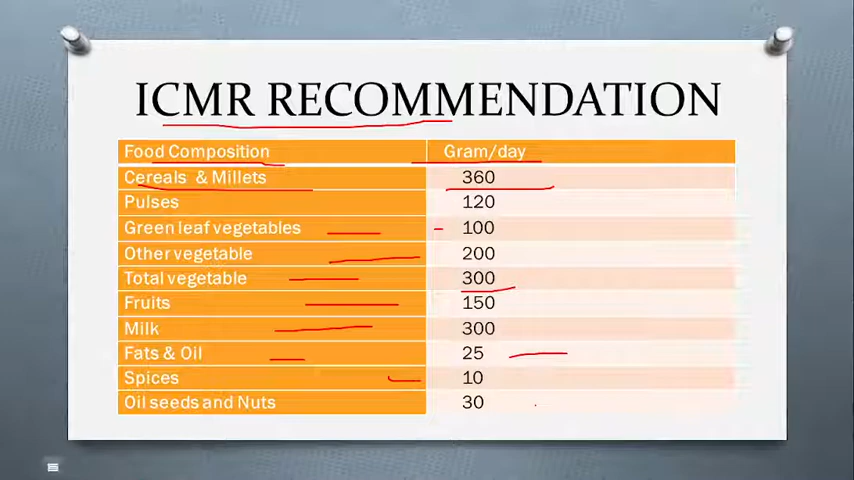 ICMR RECOMMENDATION
Food Composition Gram/day
Cereals & Millets 360
Pulses 120
Green leaf vegetables 100
Other vegetable 200
Total vegetable 300
Fruits 150
Milk 300
Fats & Oil 25
Spices 10
Oil seeds and Nuts 30